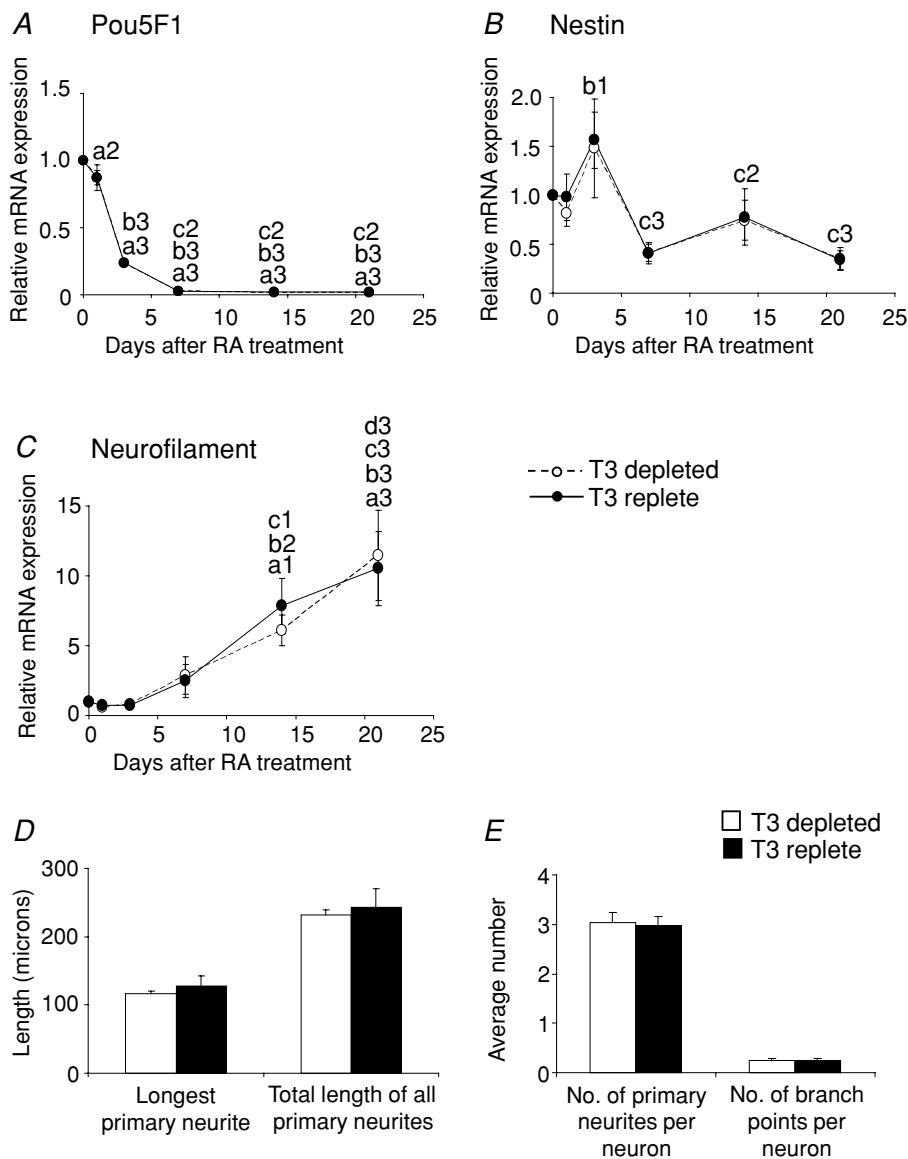 A Pou5F1
Relative mRNA expression
1.5
1.0
0.5
0
a2
b3
a3
c2
b3
a3
c2
b3
a3
c2
b3
a3
0 5 10 15 20 25
Days after RA treatment
B Nestin
Relative mRNA expression
2.0
1.5
1.0
0.5
0
b1
c3
c2
c3
0 5 10 15 20 25
Days after RA treatment
C Neurofilament
Relative mRNA expression
15
10
5
0
c1
b2
a1
d3
c3
b3
a3
0 5 10 15 20 25
Days after RA treatment
T3 depleted
T3 replete
D
Length (microns)
300
200
100
0
Longest
primary neurite
Total length of all
primary neurites
E
T3 depleted
T3 replete
Average number
4
3
2
1
0
No. of primary
neurites per
neuron
No. of branch
points per
neuron